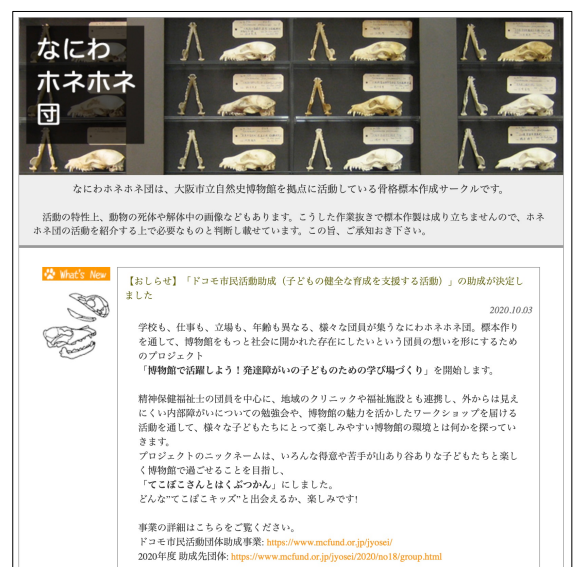 なにわ
ホネホネ
団
なにわホネホネ団は、大阪市立自然史博物館を拠点に活動している骨格標本作成サークルです。
活動の特性上、動物の死体や解体中の画像などもあります。こうした作業抜きで標本作製は成り立ちませんので、ホネ
ホネ団の活動を紹介する上で必要なものと判断し載せています。この旨、ご承知おき下さい。
What's New
【おしらせ】「ドコモ市民活動助成（子どもの健全な育成を支援する活動）」の助成が決定し
ました
2020.10.03
学校も、仕事も、立場も、年齢も異なる、様々な団員が集うなにわホネホネ団。標本作り
を通して、博物館をもっと社会に開かれた存在にしたいという団員の想いを形にするため
のプロジェクト
「博物館で活躍しよう！発達障がいの子どものための学び場づくり」を開始します。
精神保健福祉士の団員を中心に、地域のクリニックや福祉施設とも連携し、外からは見え
にくい内部障がいについての勉強会や、博物館の魅力を活かしたワークショップを届ける
活動を通して、様々な子どもたちにとって楽しみやすい博物館の環境とは何かを探ってい
きます。
プロジェクトのニックネームは、いろんな得意や苦手が山あり谷ありな子どもたちと楽し
く博物館で過ごせることを目指し、
「てこぼこさんとはくぶつかん」にしました。
どんな"てこぼこキッズ"と出会えるか、楽しみです!
事業の詳細はこちらをご覧ください。
ドコモ市民活動団体助成事業: https://www.mcfund.or.jp/jyosei/
2020年度 助成先団体: https://www.mcfund.or.jp/jyosei/2020/no18/group.html